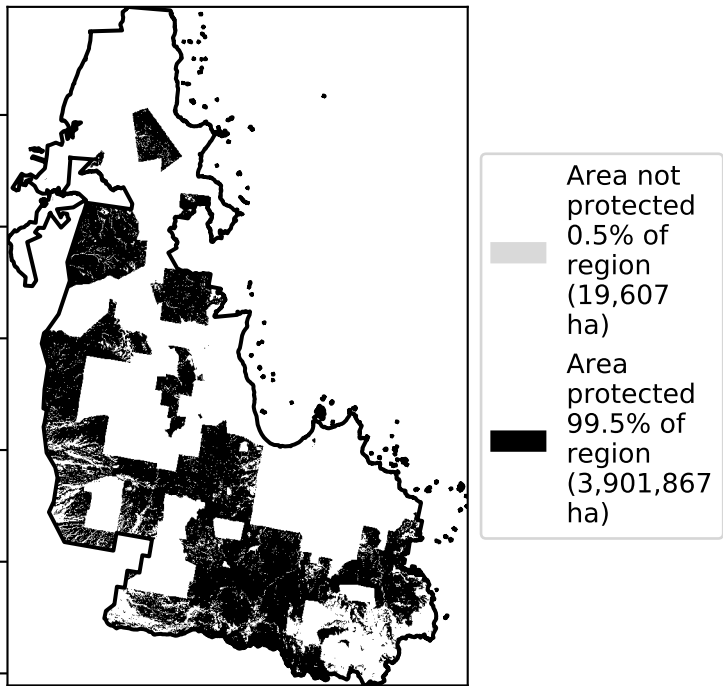 Area not
protected
0.5% of
region
(19,607
ha)
Area
protected
99.5% of
region
(3,901,867
ha)